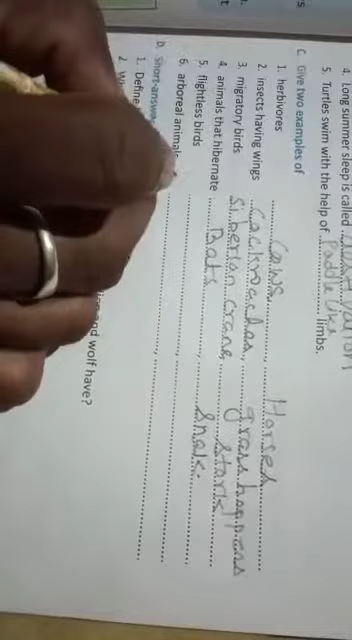 4. Long summer sleep is called
5. Turtles swim with the help of Paddle like limbs.
C. Give two examples of
1. herbivores Cows, Horses
2. insects having wings Cockroaches, grasshoppers
3. migratory birds Siberian crane, stork
4. animals that hibernate Bats, Snake
5. flightless birds
6. arboreal animals
D. Short-answer
1. Define
2.
and wolf have?